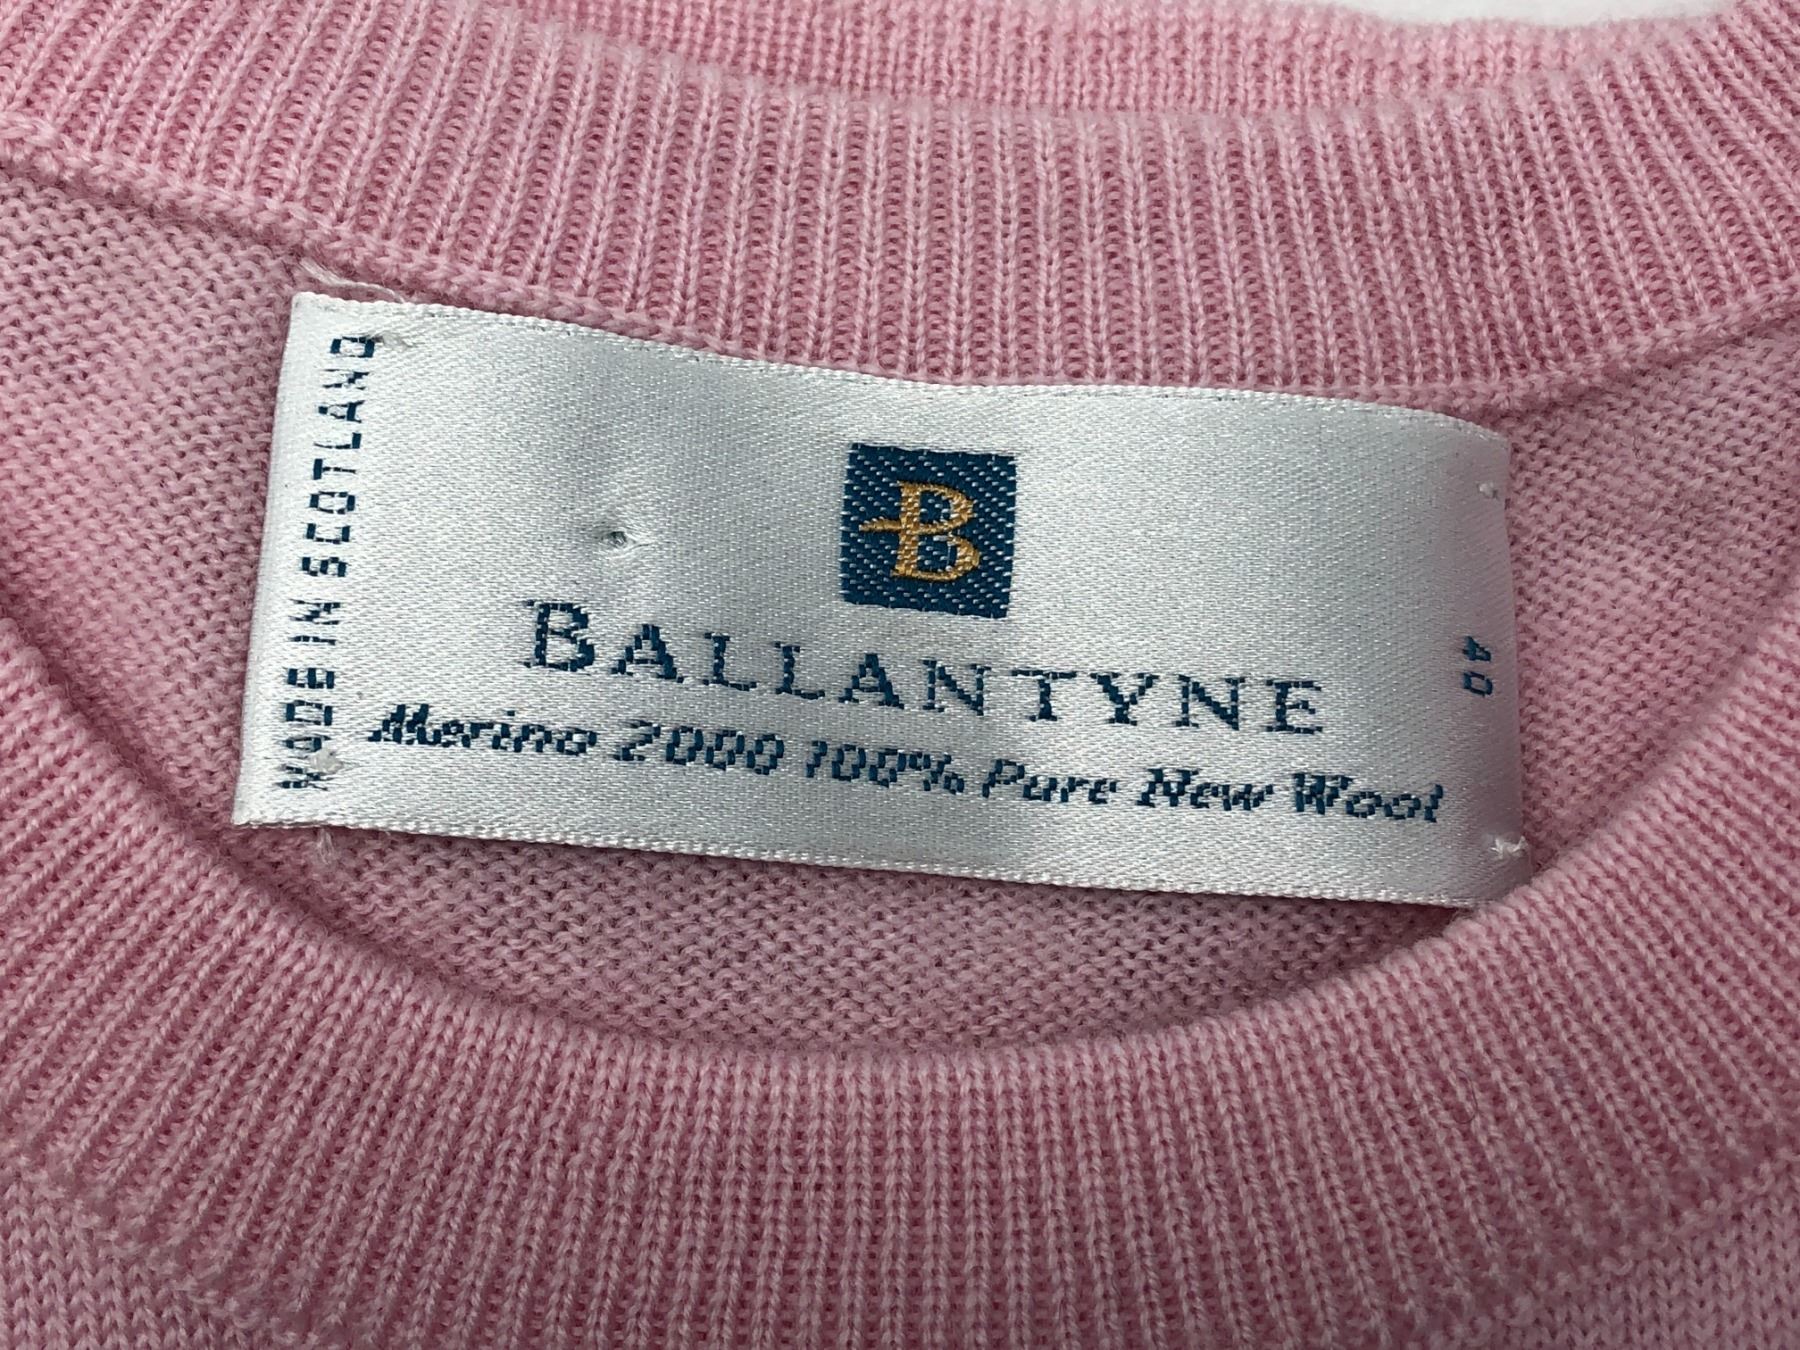 MADE IN SCOTLAND
B
BALLANTYNE
Merino 2000 100% Pure New Wool
40